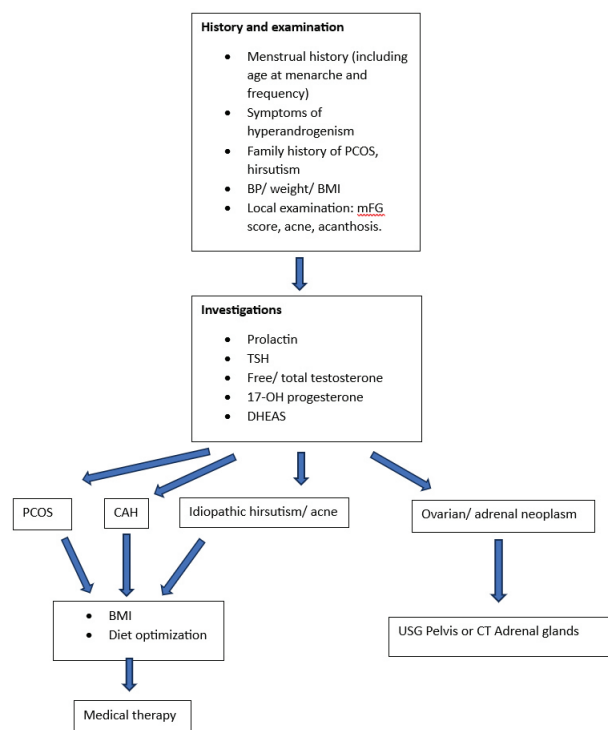 History and examination
• Menstrual history (including
age at menarche and
frequency)
• Symptoms of
hyperandrogenism
• Family history of PCOS,
hirsutism
• BP/ weight/ BMI
• Local examination: mFG
score, acne, acanthosis.
Investigations
• Prolactin
• TSH
• Free/ total testosterone
• 17-OH progesterone
• DHEAS
PCOS
CAH
Idiopathic hirsutism/ acne
Ovarian/ adrenal neoplasm
• BMI
• Diet optimization
USG Pelvis or CT Adrenal glands
Medical therapy